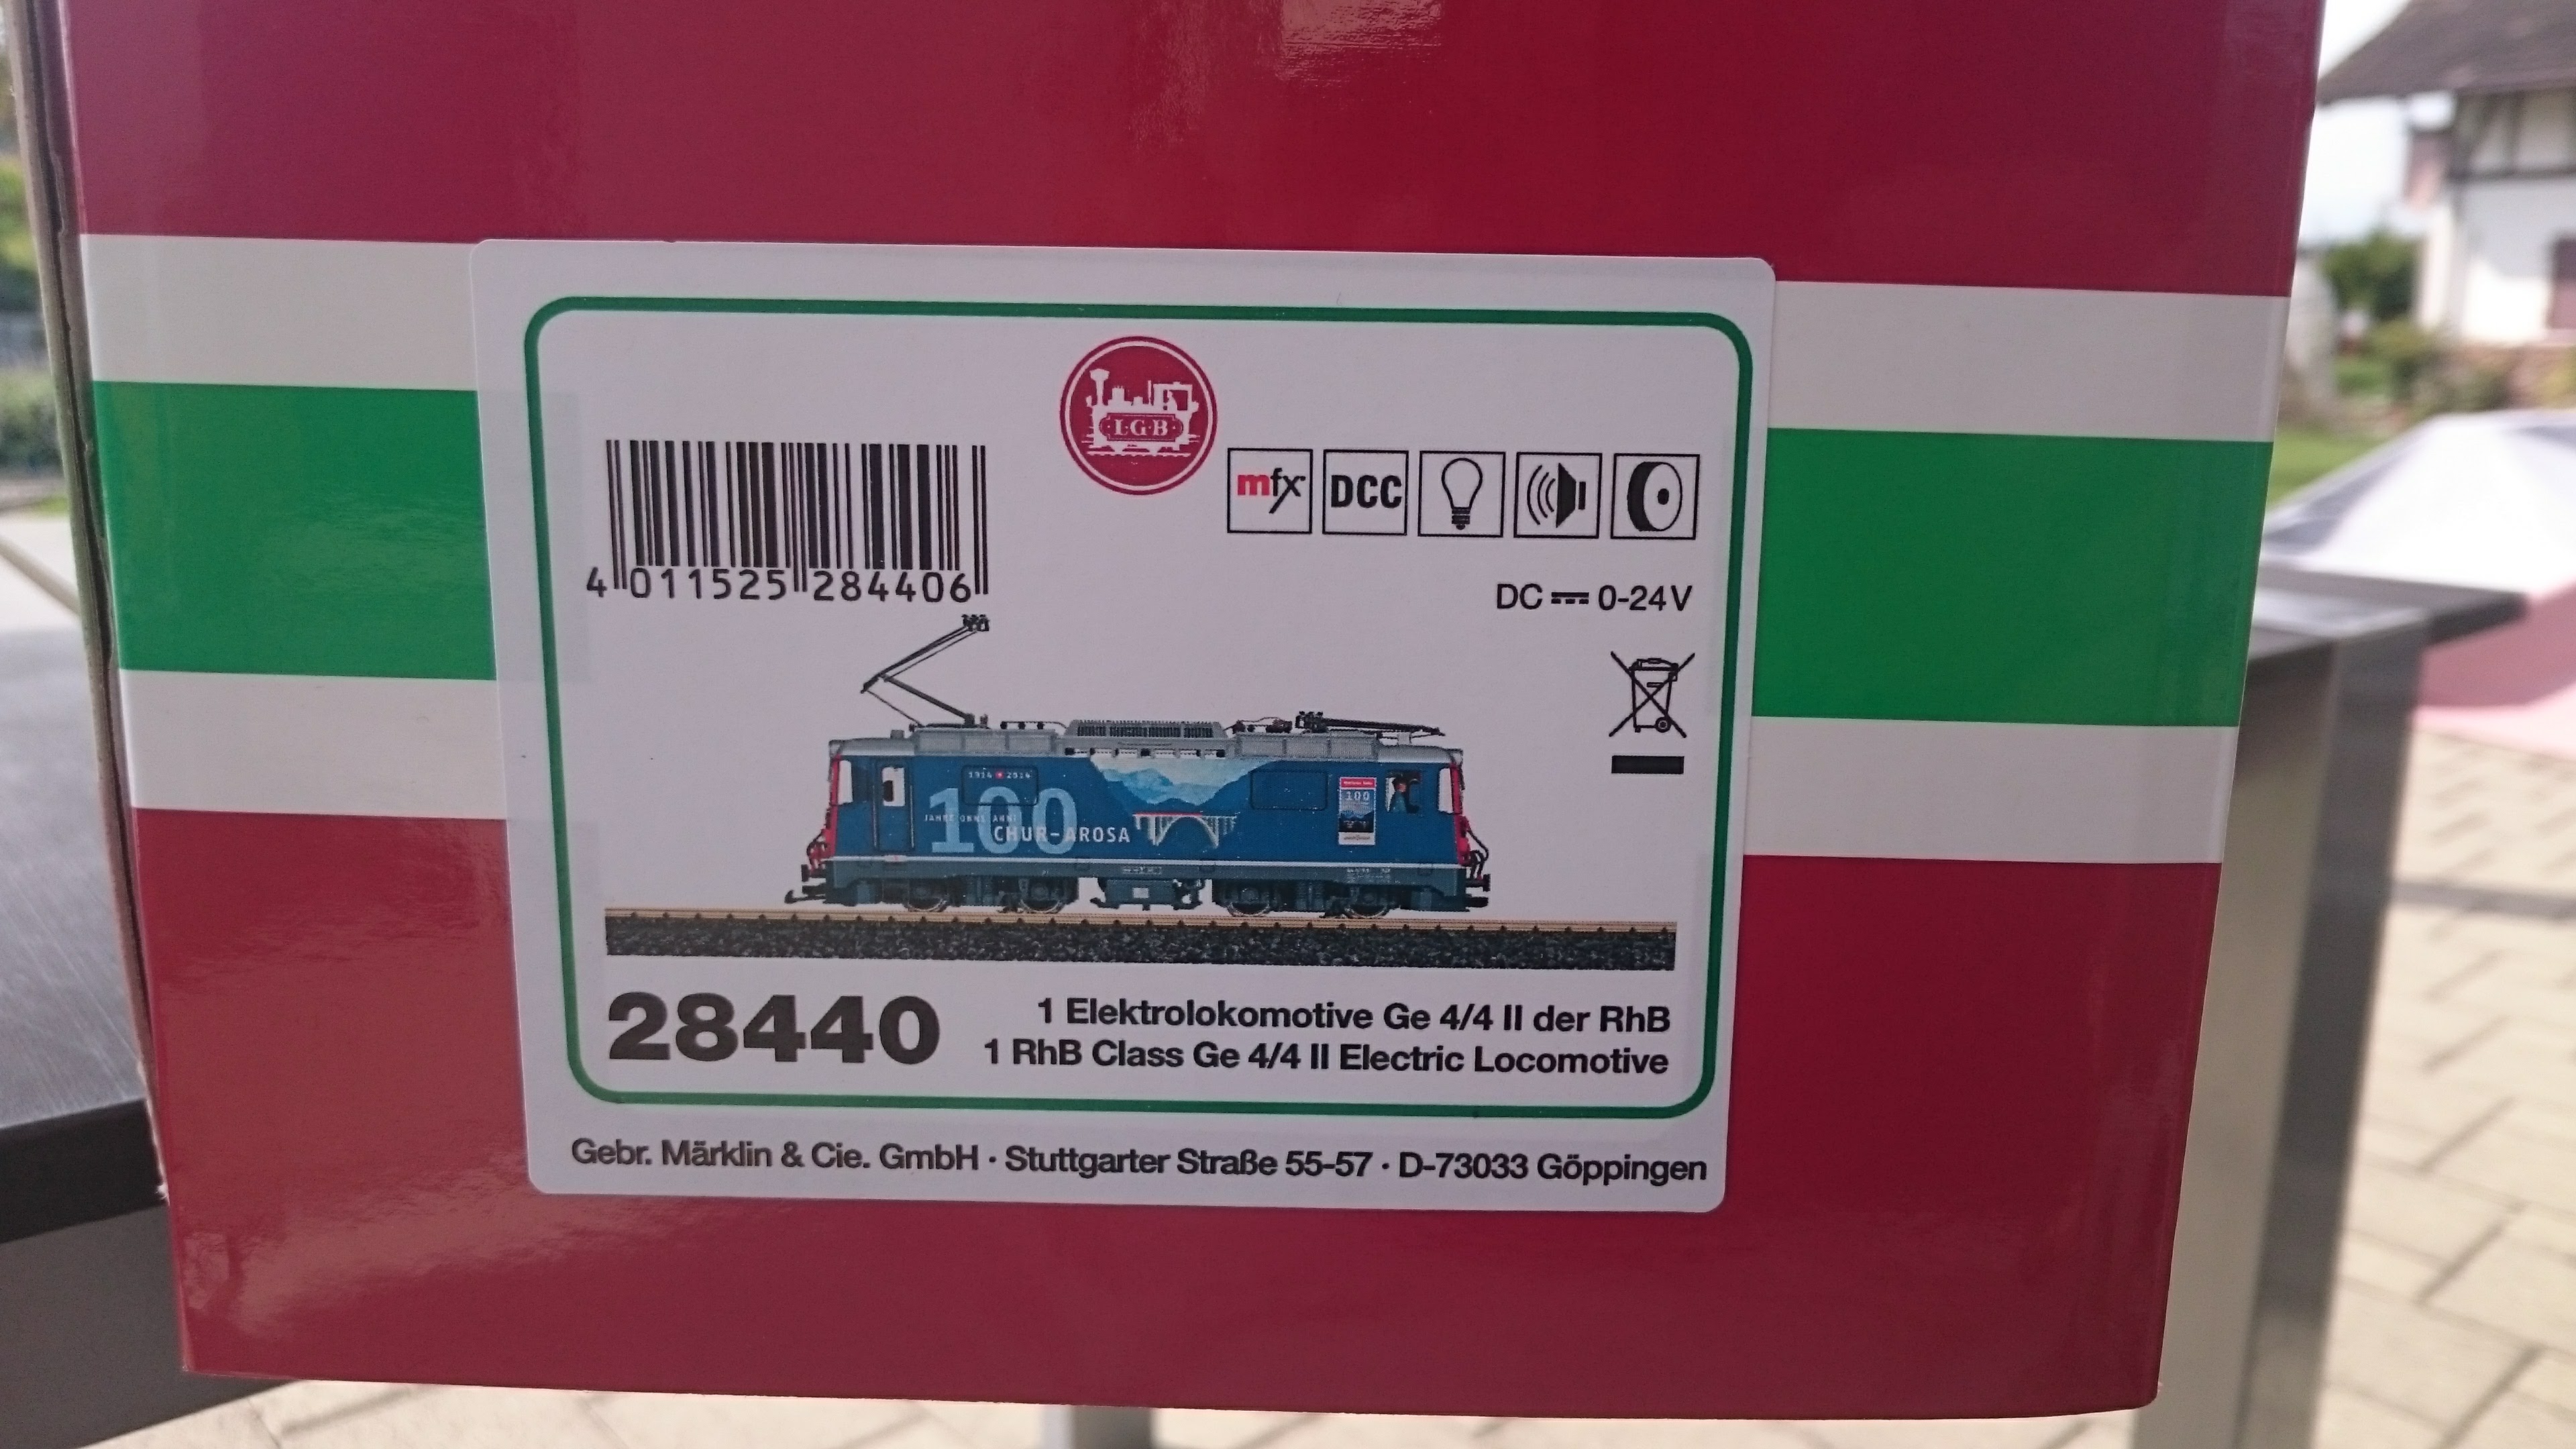 LGB
mfx DCC
4 011525 284406
DC 0-24V
1914 2014
100
JAHRE
CHUR-AROSA
100
28440
1 Elektrolokomotive Ge 4/4 II der RhB
1 RhB Class Ge 4/4 II Electric Locomotive
Gebr. Märklin & Cie. GmbH · Stuttgarter Straße 55-57 · D-73033 Göppingen